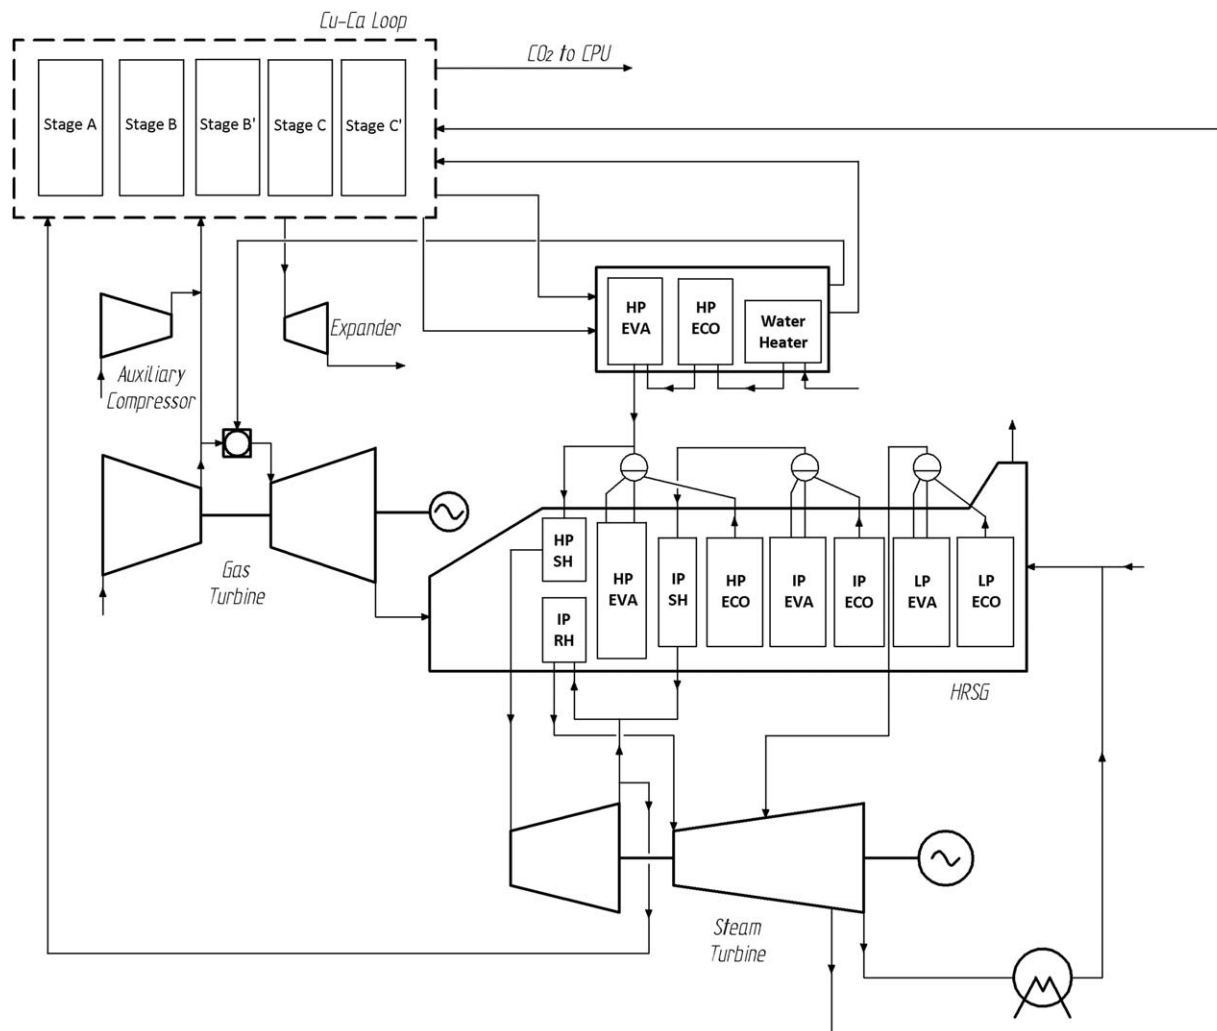 Cu-Ca Loop
CO₂ to CPU
Stage A
Stage B
Stage B'
Stage C
Stage C'
HP
EVA
HP
ECO
Water
Heater
Expander
Auxiliary
Compressor
Gas
Turbine
HP
SH
IP
RH
HP
EVA
IP
SH
HP
ECO
IP
EVA
IP
ECO
LP
EVA
LP
ECO
HRSG
Steam
Turbine